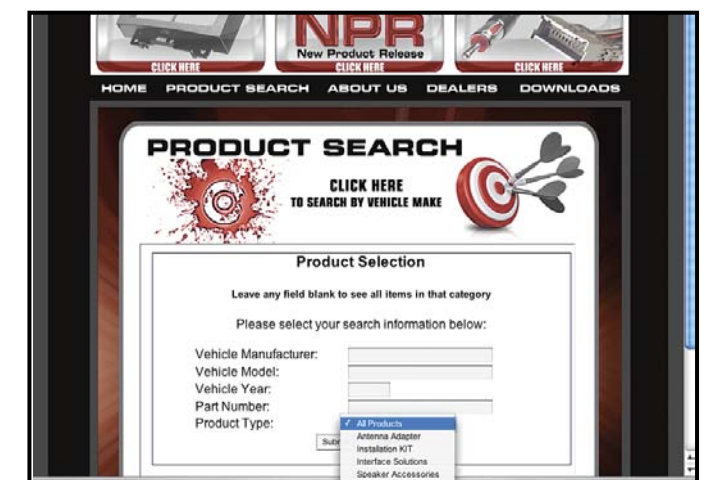 NPR
New Product Release
CLICK HERE CLICK HERE CLICK HERE
HOME PRODUCT SEARCH ABOUT US DEALERS DOWNLOADS
PRODUCT SEARCH
CLICK HERE
TO SEARCH BY VEHICLE MAKE
Product Selection
Leave any field blank to see all items in that category
Please select your search information below:
Vehicle Manufacturer:
Vehicle Model:
Vehicle Year:
Part Number:
Product Type: ✓ All Products
Antenna Adapter
Installation KIT
Interface Solutions
Speaker Accessories